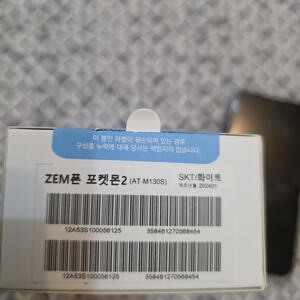 이 봉인 라벨이 훼손되어 있는 경우
구성품 누락에 대해 당사는 책임지지 않습니다.
ZEM폰 포켓몬2 (AT-M130S)
SKT/화이트
제조년월: 202401
12A53S100056125
358481270560494
12A53S100056125
358481270560494